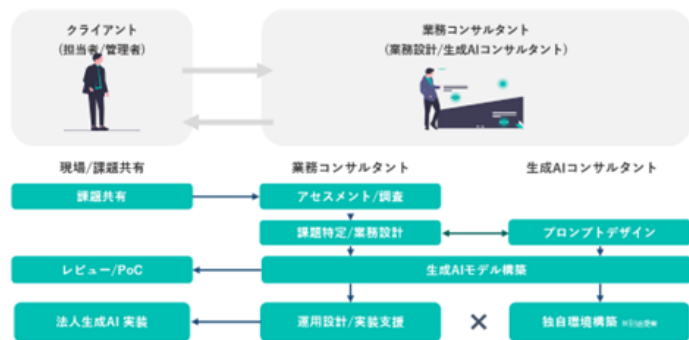 クライアント
(担当者/管理者)
業務コンサルタント
(業務設計/生成AIコンサルタント)
現場/課題共有
業務コンサルタント
生成AIコンサルタント
課題共有
アセスメント/調査
課題特定/業務設計
プロンプトデザイン
レビュー/PoC
生成AIモデル構築
法人生成AI 実装
運用設計/実装支援
×
独自環境構築